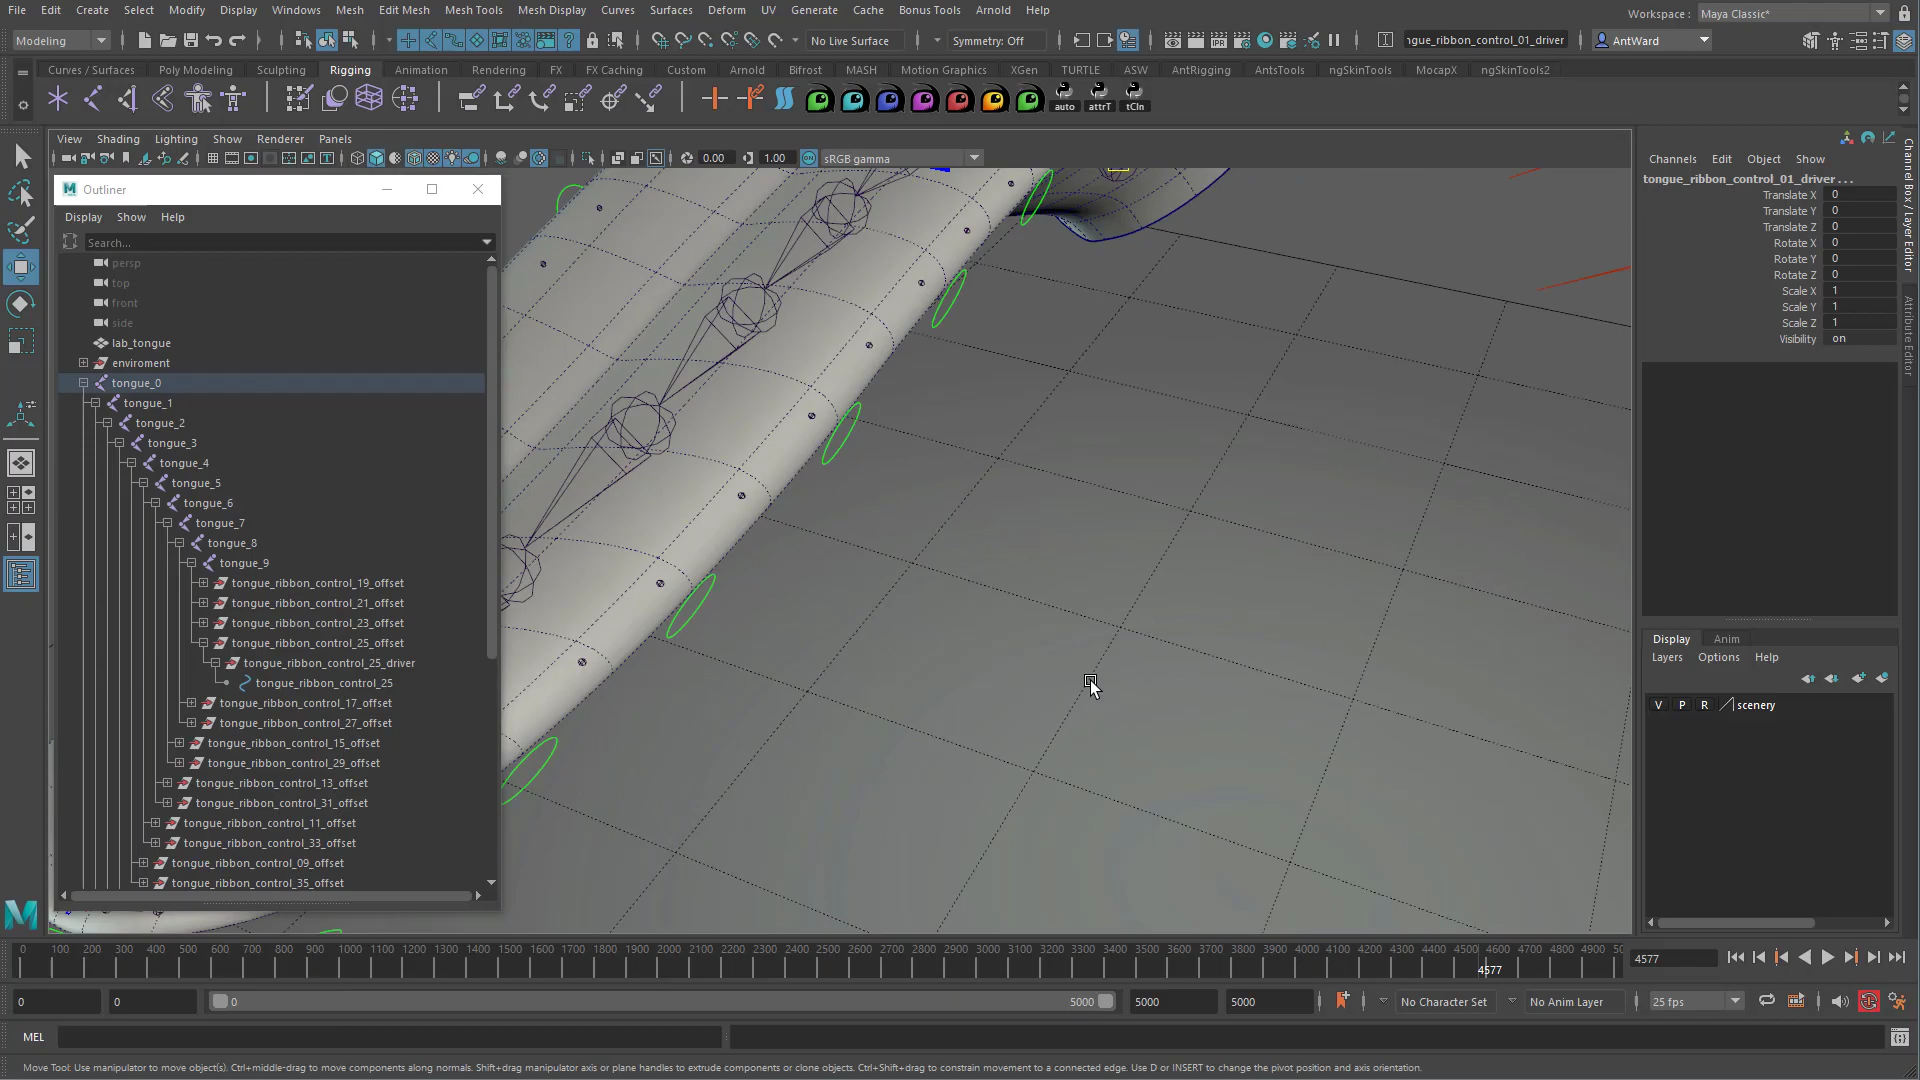 File Edit Create Select Modify Display Windows Mesh Edit Mesh Mesh Tools Mesh Display Curves Surfaces Deform UV Generate Cache Bonus Tools Arnold Help
Workspace : Maya Classic*
Modeling No Live Surface Symmetry: Off ngue_ribbon_control_01_driver AntWard
Curves / Surfaces Poly Modeling Sculpting Rigging Animation Rendering FX FX Caching Custom Arnold Bifrost MASH Motion Graphics XGen TURTLE ASW AntRigging AntsTools ngSkinTools MocapX ngSkinTools2
auto attrT tCln
View Shading Lighting Show Renderer Panels
0.00 1.00 sRGB gamma
Outliner
Display Show Help
Search...
persp
top
front
side
lab_tongue
enviroment
tongue_0
tongue_1
tongue_2
tongue_3
tongue_4
tongue_5
tongue_6
tongue_7
tongue_8
tongue_9
tongue_ribbon_control_19_offset
tongue_ribbon_control_21_offset
tongue_ribbon_control_23_offset
tongue_ribbon_control_25_offset
tongue_ribbon_control_25_driver
tongue_ribbon_control_25
tongue_ribbon_control_17_offset
tongue_ribbon_control_27_offset
tongue_ribbon_control_15_offset
tongue_ribbon_control_29_offset
tongue_ribbon_control_13_offset
tongue_ribbon_control_31_offset
tongue_ribbon_control_11_offset
tongue_ribbon_control_33_offset
tongue_ribbon_control_09_offset
tongue_ribbon_control_35_offset
Channels Edit Object Show
tongue_ribbon_control_01_driver . . .
Translate X 0
Translate Y 0
Translate Z 0
Rotate X 0
Rotate Y 0
Rotate Z 0
Scale X 1
Scale Y 1
Scale Z 1
Visibility on
Channel Box / Layer Editor
Attribute Editor
Display Anim
Layers Options Help
V P R scenery
0 100 200 300 400 500 600 700 800 900 1000 1100 1200 1300 1400 1500 1600 1700 1800 1900 2000 2100 2200 2300 2400 2500 2600 2700 2800 2900 3000 3100 3200 3300 3400 3500 3600 3700 3800 3900 4000 4100 4200 4300 4400 4500 4600 4700 4800 4900 50
4577
4577
0 0 0 5000 5000 5000 No Character Set No Anim Layer 25 fps
MEL
Move Tool: Use manipulator to move object(s). Ctrl+middle-drag to move components along normals. Shift+drag manipulator axis or plane handles to extrude components or clone objects. Ctrl+Shift+drag to constrain movement to a connected edge. Use D or INSERT to change the pivot position and axis orientation.